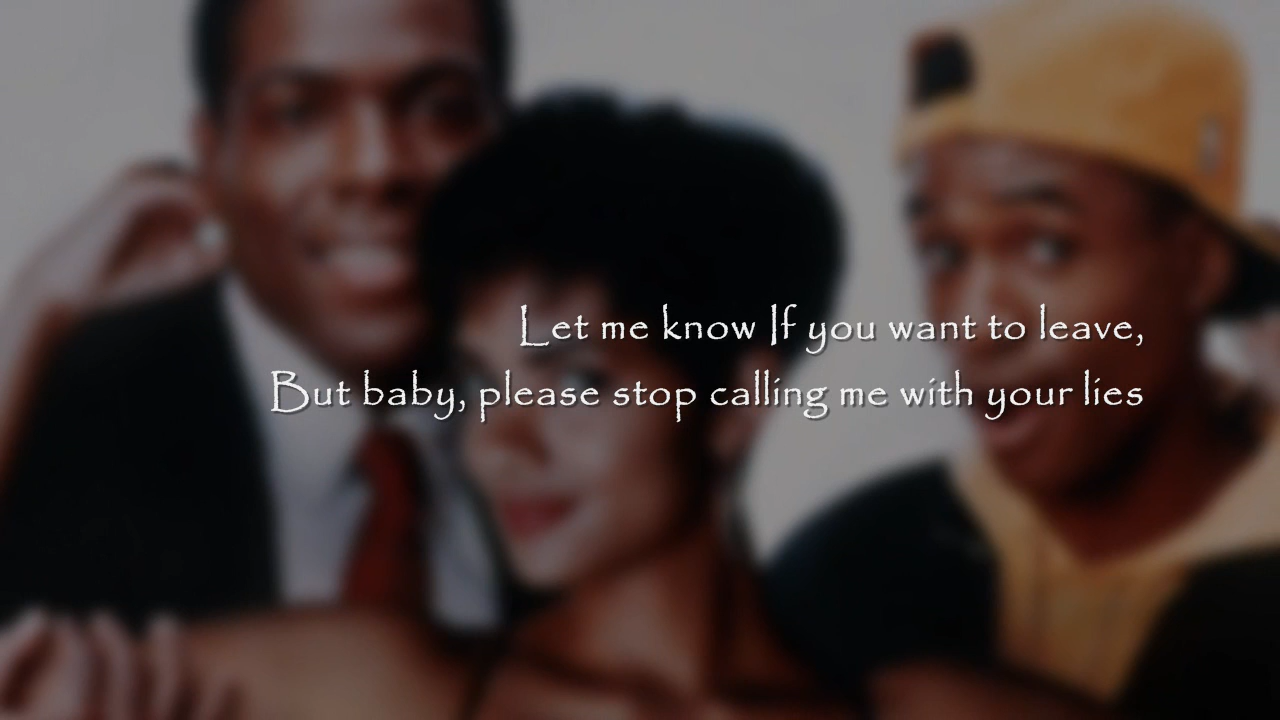 Let me know If you want to leave,
But baby, please stop calling me with your lies